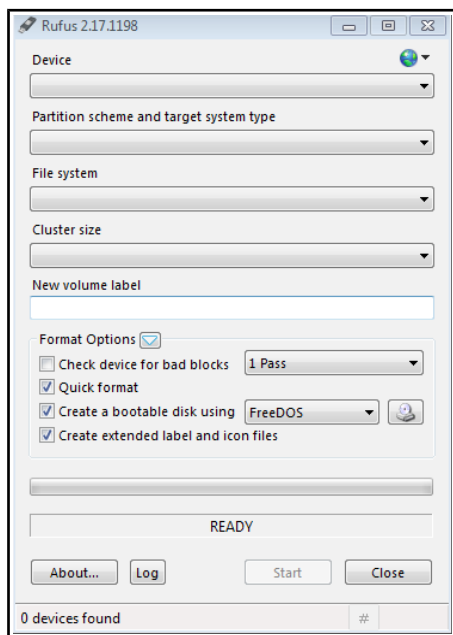 Rufus 2.17.1198
Device
Partition scheme and target system type
File system
Cluster size
New volume label
Format Options
Check device for bad blocks 1 Pass
Quick format
Create a bootable disk using FreeDOS
Create extended label and icon files
READY
About... Log Start Close
0 devices found #